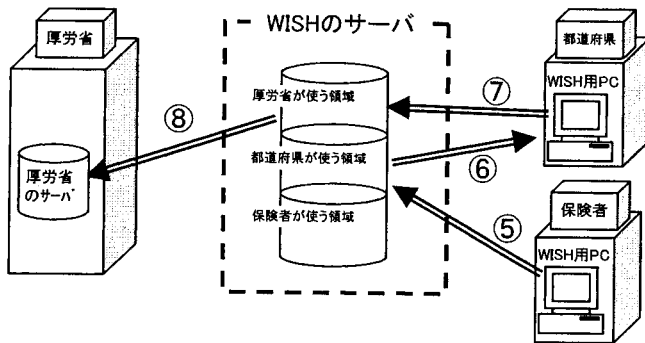 厚労省
WISHのサーバ
都道府県
WISH用PC
厚労省が使う領域
⑦
⑧
都道府県が使う領域
⑥
厚労省
のサーバ
保険者が使う領域
⑤
保険者
WISH用PC